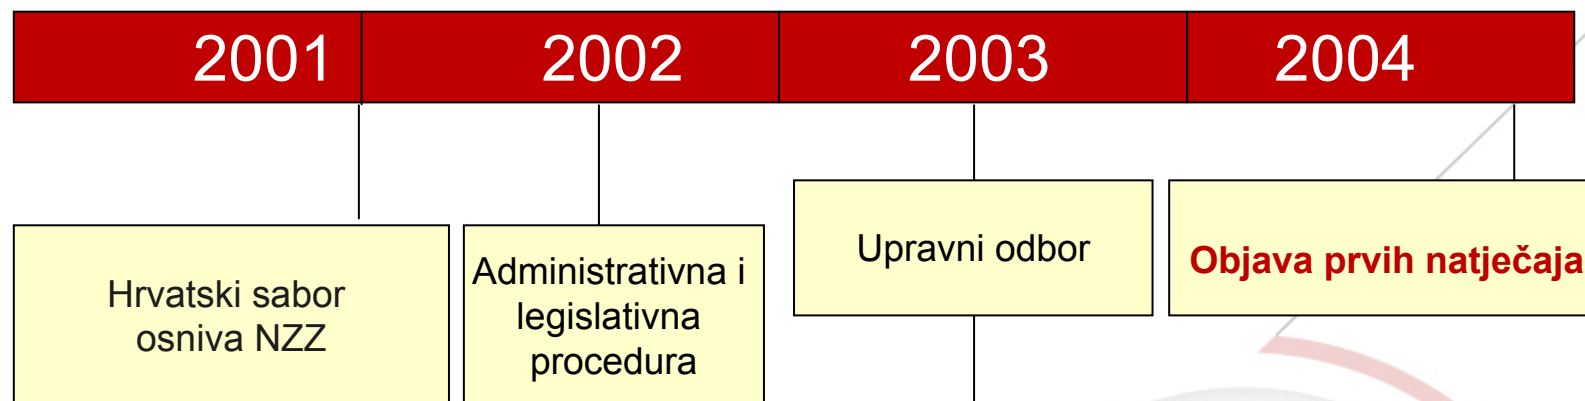 2001 2002 2003 2004
Hrvatski sabor
osniva NZZ
Administrativna i
legislativna
procedura
Upravni odbor
Objava prvih natječaja